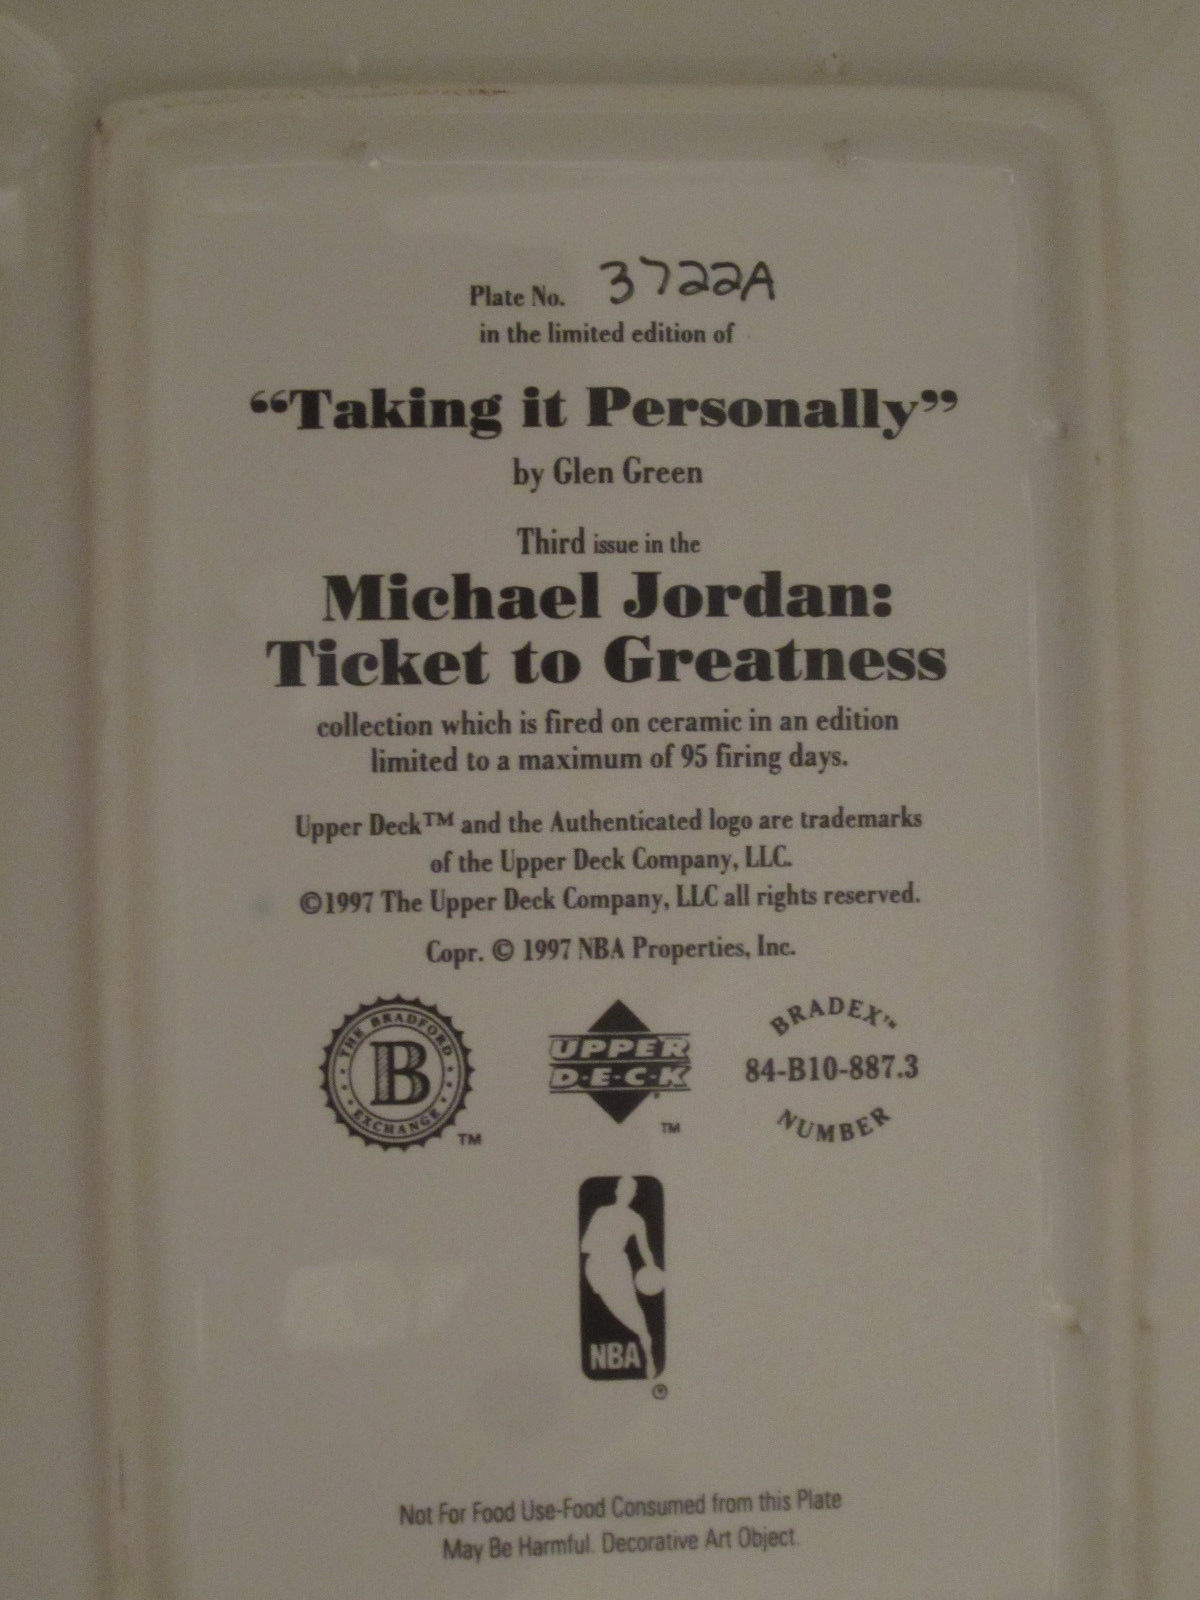 Plate No. 3722A
in the limited edition of
“Taking it Personally”
by Glen Green
Third issue in the
Michael Jordan:
Ticket to Greatness
collection which is fired on ceramic in an edition
limited to a maximum of 95 firing days.
Upper Deck™ and the Authenticated logo are trademarks
of the Upper Deck Company, LLC.
©1997 The Upper Deck Company, LLC all rights reserved.
Copr. © 1997 NBA Properties, Inc.
THE BRADFORD
B
EXCHANGE
TM
UPPER
D·E·C·K
TM
BRADEX™
84-B10-887.3
NUMBER
NBA
®
Not For Food Use-Food Consumed from this Plate
May Be Harmful. Decorative Art Object.